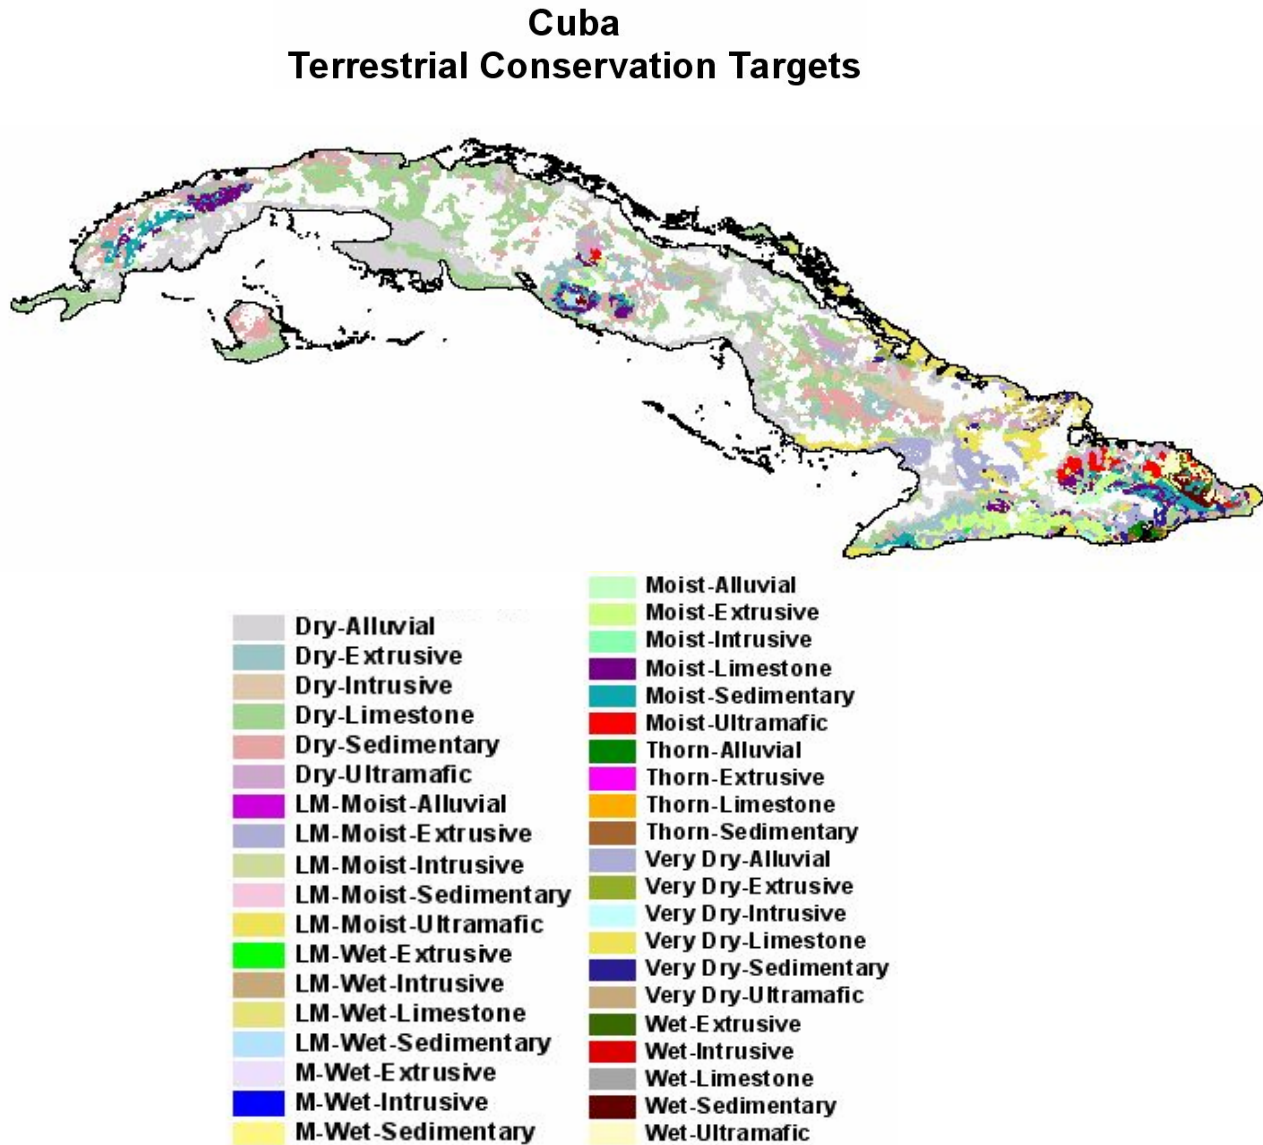 Cuba
Terrestrial Conservation Targets
Dry-Alluvial
Dry-Extrusive
Dry-Intrusive
Dry-Limestone
Dry-Sedimentary
Dry-Ultramafic
LM-Moist-Alluvial
LM-Moist-Extrusive
LM-Moist-Intrusive
LM-Moist-Sedimentary
LM-Moist-Ultramafic
LM-Wet-Extrusive
LM-Wet-Intrusive
LM-Wet-Limestone
LM-Wet-Sedimentary
M-Wet-Extrusive
M-Wet-Intrusive
M-Wet-Sedimentary
Moist-Alluvial
Moist-Extrusive
Moist-Intrusive
Moist-Limestone
Moist-Sedimentary
Moist-Ultramafic
Thorn-Alluvial
Thorn-Extrusive
Thorn-Limestone
Thorn-Sedimentary
Very Dry-Alluvial
Very Dry-Extrusive
Very Dry-Intrusive
Very Dry-Limestone
Very Dry-Sedimentary
Very Dry-Ultramafic
Wet-Extrusive
Wet-Intrusive
Wet-Limestone
Wet-Sedimentary
Wet-Ultramafic